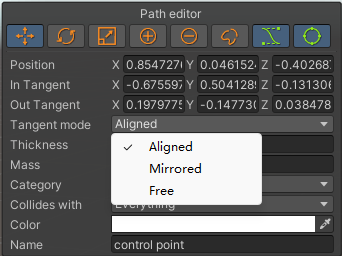 Path editor
Position X 0.8547270 Y 0.0461524 Z -0.402687
In Tangent X -0.675597 Y 0.5041289 Z -0.131306
Out Tangent X 0.1979775 Y -0.147730 Z 0.038478
Tangent mode Aligned
Thickness
Aligned
Mass
Mirrored
Category
Free
Collides with Everything
Color
Name control point